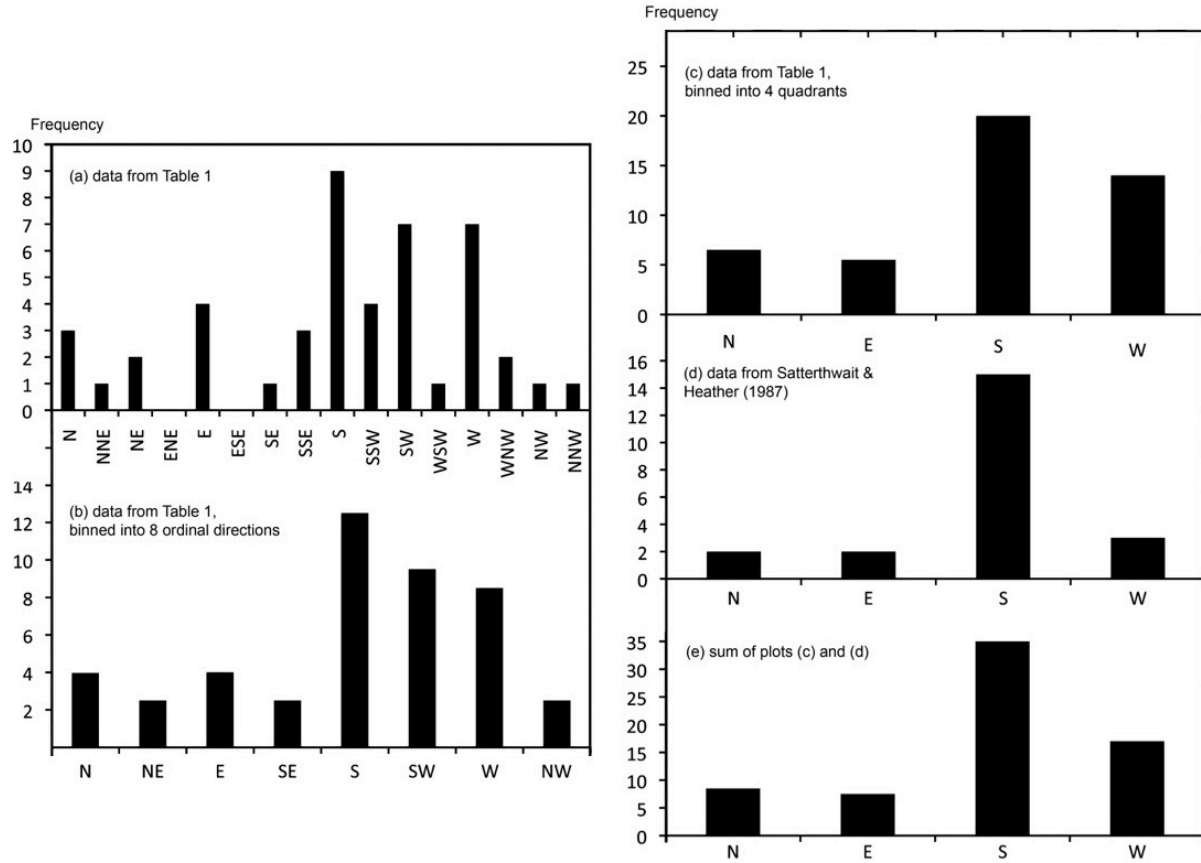 Frequency
10
9
8
7
6
5
4
3
2
1
0
(a) data from Table 1
N NNE NE ENE E ESE SE SSE S SSW SW WSW W WNW NW NNW
14
12
10
8
6
4
2
(b) data from Table 1,
binned into 8 ordinal directions
N NE E SE S SW W NW
Frequency
25
20
15
10
5
0
(c) data from Table 1,
binned into 4 quadrants
N E S W
16
14
12
10
8
6
4
2
0
(d) data from Satterthwait &
Heather (1987)
N E S W
35
30
25
20
15
10
5
0
(e) sum of plots (c) and (d)
N E S W